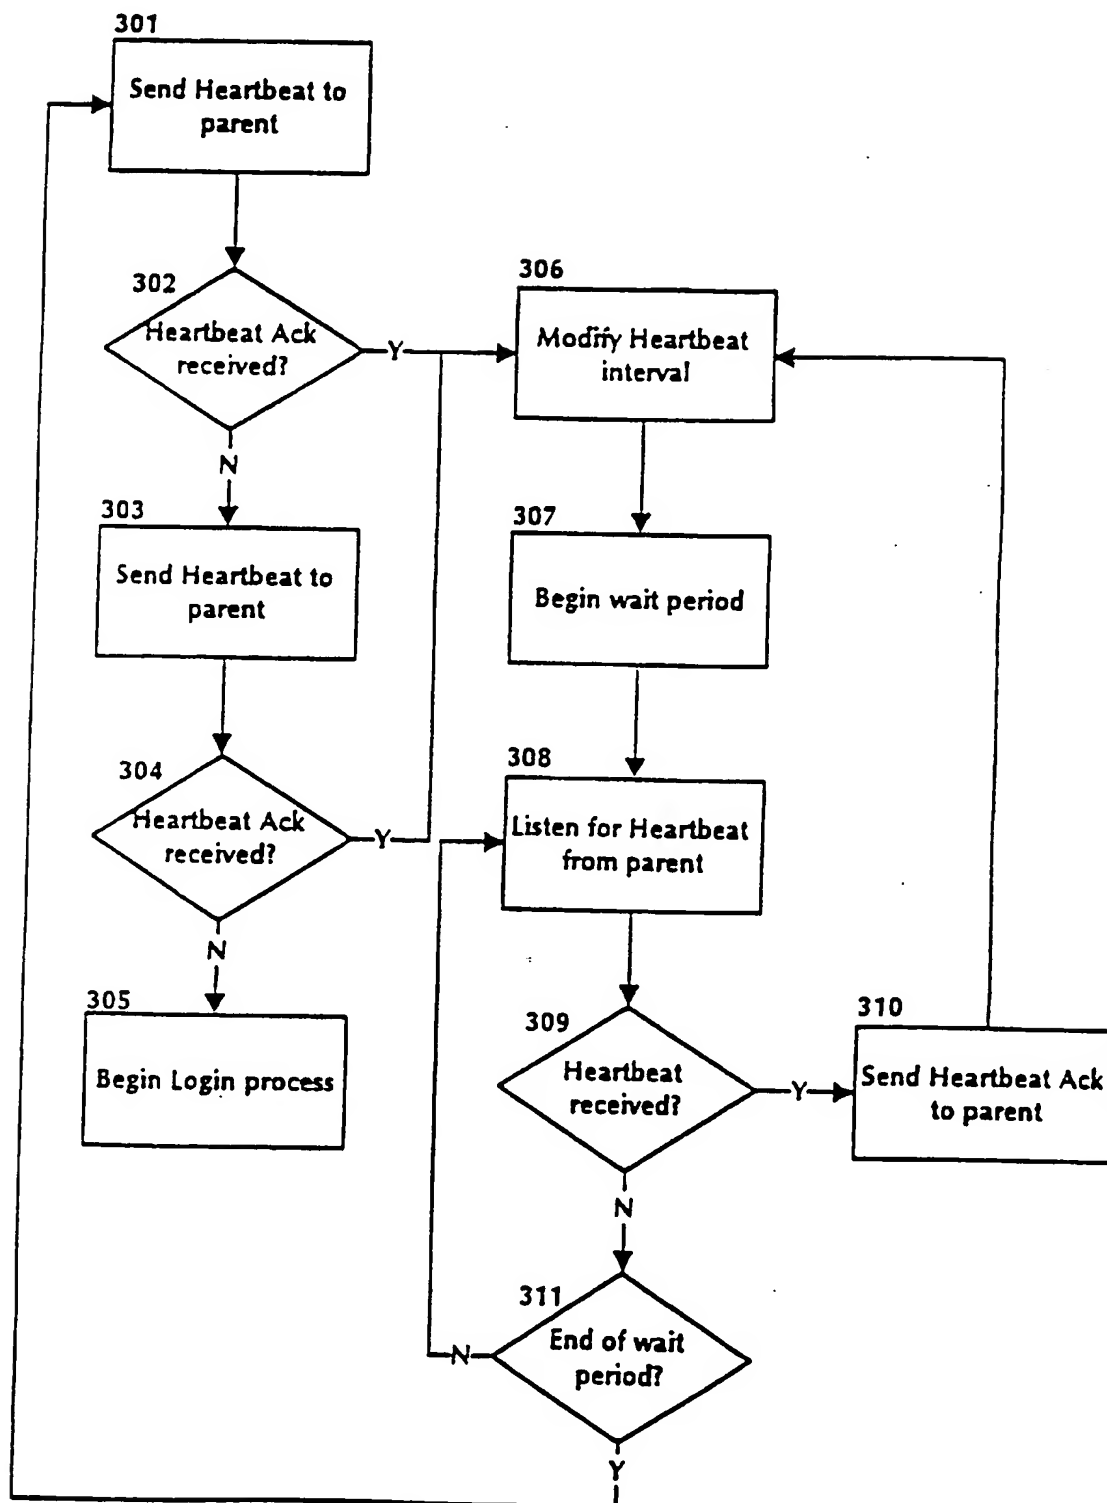 301
Send Heartbeat to
parent
302
Heartbeat Ack
received?
Y
N
303
Send Heartbeat to
parent
304
Heartbeat Ack
received?
Y
N
305
Begin Login process
306
Modify Heartbeat
interval
307
Begin wait period
308
Listen for Heartbeat
from parent
309
Heartbeat
received?
Y
N
310
Send Heartbeat Ack
to parent
311
End of wait
period?
N
Y